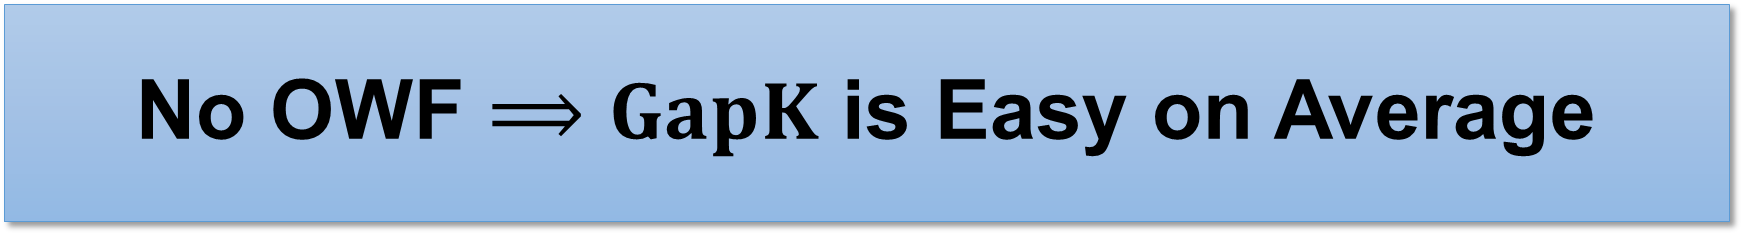 No OWF ⟹ GapK is Easy on Average